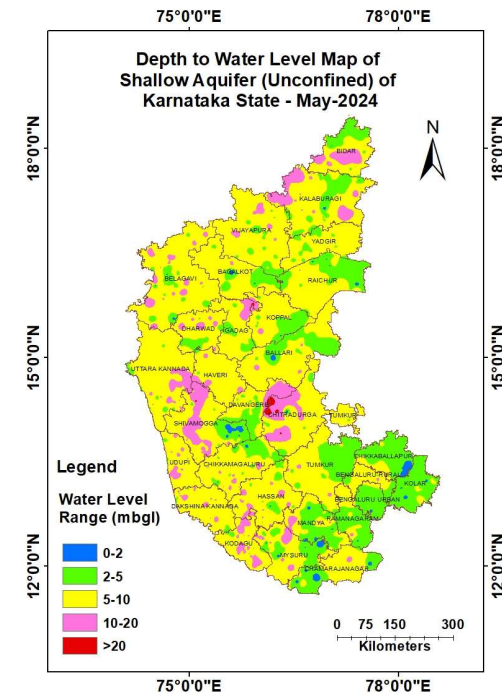 75°0'0"E 78°0'0"E
Depth to Water Level Map of
Shallow Aquifer (Unconfined) of
Karnataka State - May-2024
N
18°0'0"N 18°0'0"N
BIDAR
KALABURAGI
VIJAYAPURA
YADGIR
BAGALKOT
BELAGAVI
RAICHUR
KOPPAL
DHARWAD
GADAG
BALLARI
15°0'0"N 15°0'0"N
UTTARA KANNADA
HAVERI
DAVANGERE
CHITRADURGA
TUMKUR
SHIVAMOGGA
CHIKKABALLAPUR
UDUPI
CHIKKAMAGALURU
TUMKUR
BENGALURU RURAL
KOLAR
BENGALURU URBAN
HASSAN
DAKSHINA KANNADA
RAMANAGARAM
MANDYA
KODAGU
MYSURU
CHAMARAJANAGAR
12°0'0"N 12°0'0"N
Legend
Water Level
Range (mbgl)
0-2
2-5
5-10
10-20
>20
0 75 150 300
Kilometers
75°0'0"E 78°0'0"E